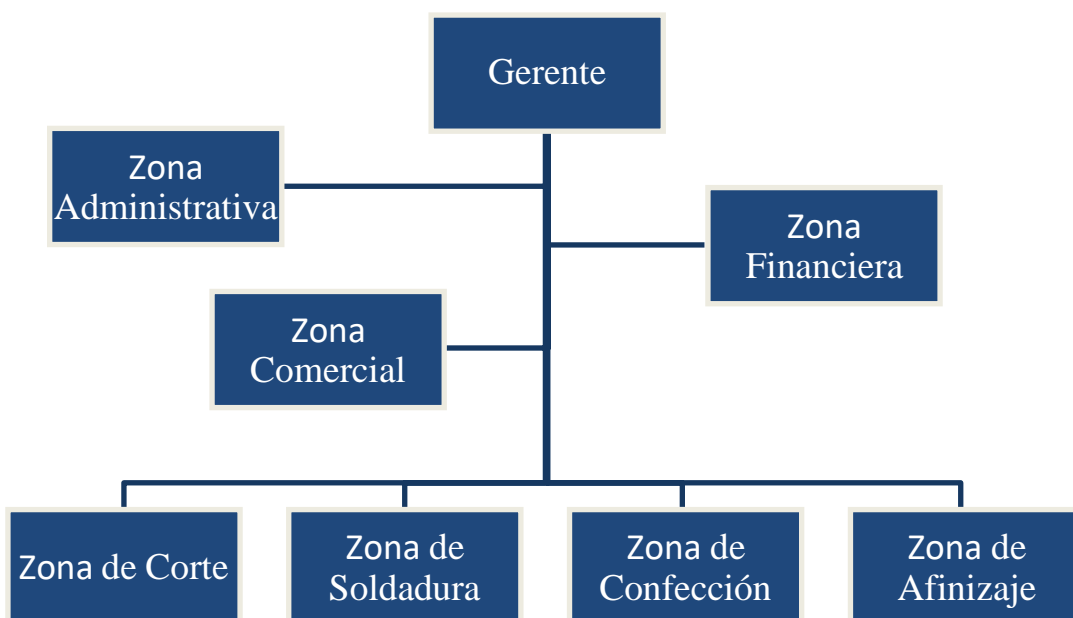 Gerente
Zona
Administrativa
Zona
Financiera
Zona
Comercial
Zona de Corte
Zona de
Soldadura
Zona de
Confección
Zona de
Afinizaje